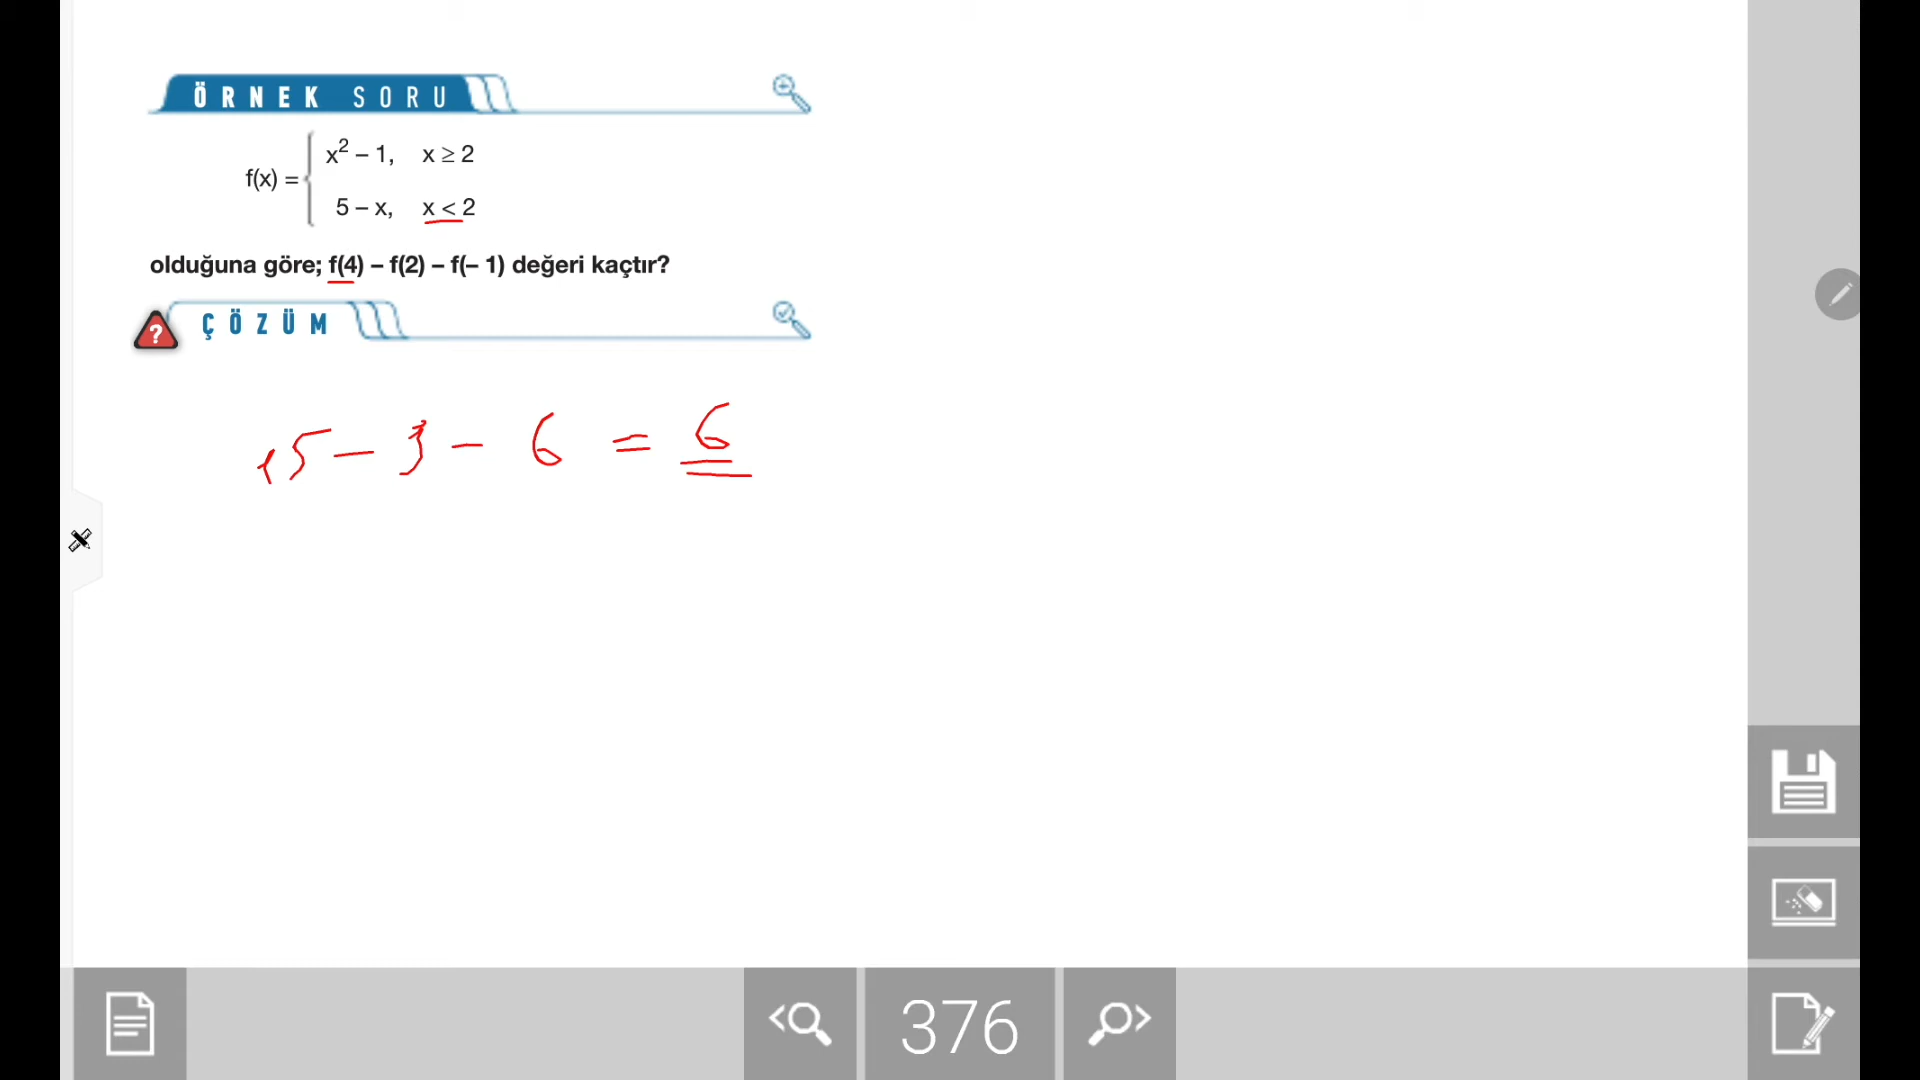 ÖRNEK SORU
f(x) = { x² – 1, x ≥ 2
5 – x, x < 2
olduğuna göre; f(4) – f(2) – f(– 1) değeri kaçtır?
? ÇÖZÜM
15 – 3 – 6 = 6
376